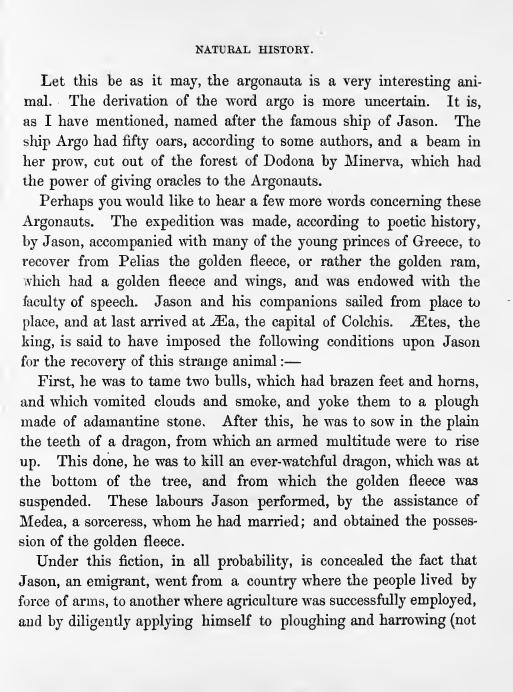 NATURAL HISTORY.
Let this be as it may, the argonauta is a very interesting ani-
mal. The derivation of the word argo is more uncertain. It is,
as I have mentioned, named after the famous ship of Jason. The
ship Argo had fifty oars, according to some authors, and a beam in
her prow, cut out of the forest of Dodona by Minerva, which had
the power of giving oracles to the Argonauts.
Perhaps you would like to hear a few more words concerning these
Argonauts. The expedition was made, according to poetic history,
by Jason, accompanied with many of the young princes of Greece, to
recover from Pelias the golden fleece, or rather the golden ram,
which had a golden fleece and wings, and was endowed with the
faculty of speech. Jason and his companions sailed from place to
place, and at last arrived at Æa, the capital of Colchis. Ætes, the
king, is said to have imposed the following conditions upon Jason
for the recovery of this strange animal:—
First, he was to tame two bulls, which had brazen feet and horns,
and which vomited clouds and smoke, and yoke them to a plough
made of adamantine stone. After this, he was to sow in the plain
the teeth of a dragon, from which an armed multitude were to rise
up. This done, he was to kill an ever-watchful dragon, which was at
the bottom of the tree, and from which the golden fleece was
suspended. These labours Jason performed, by the assistance of
Medea, a sorceress, whom he had married; and obtained the posses-
sion of the golden fleece.
Under this fiction, in all probability, is concealed the fact that
Jason, an emigrant, went from a country where the people lived by
force of arms, to another where agriculture was successfully employed,
and by diligently applying himself to ploughing and harrowing (not